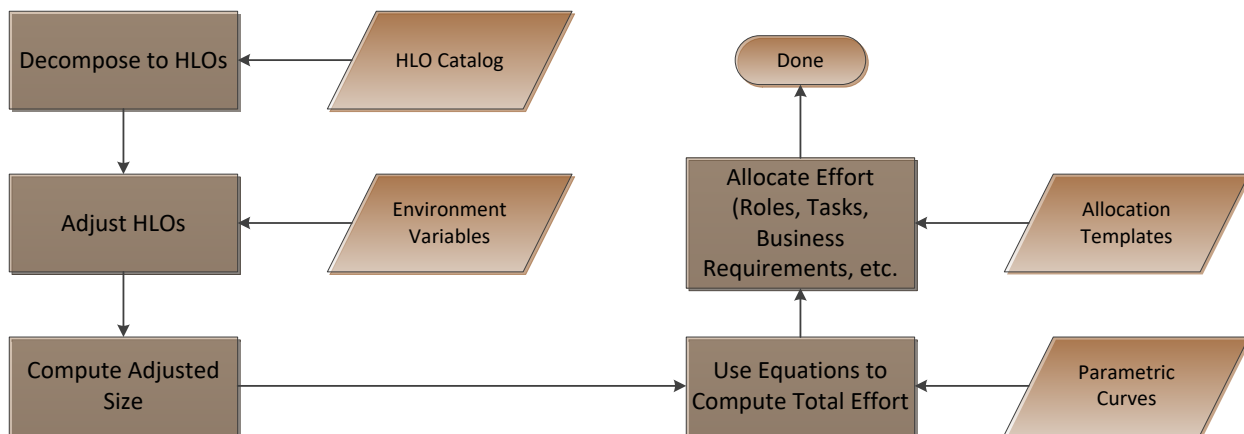 Decompose to HLOs
HLO Catalog
Done
Adjust HLOs
Environment
Variables
Allocate Effort
(Roles, Tasks,
Business
Requirements, etc.
Allocation
Templates
Compute Adjusted
Size
Use Equations to
Compute Total Effort
Parametric
Curves